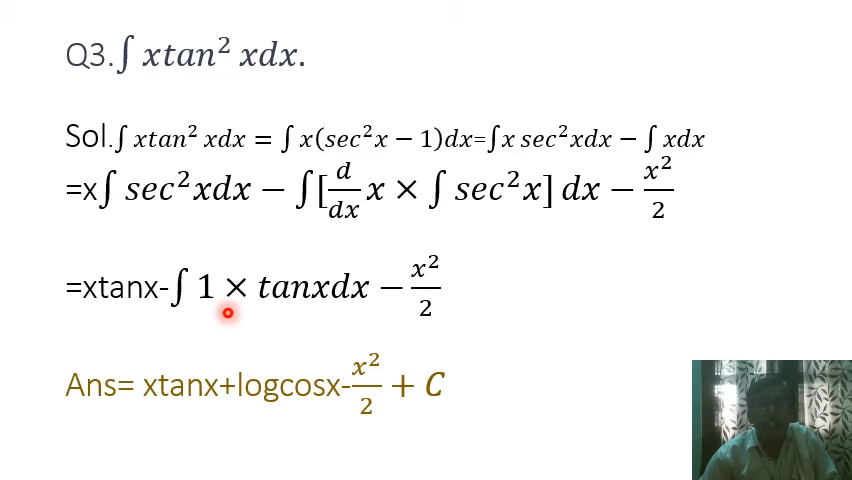 Q3.∫ xtan² xdx.
Sol.∫ xtan² xdx = ∫ x(sec²x − 1)dx=∫x sec²xdx − ∫ xdx
=x∫ sec²xdx − ∫[d/dx x × ∫ sec²x] dx − x²/2
=xtanx-∫ 1 × tanxdx − x²/2
Ans= xtanx+logcosx-x²/2 + C